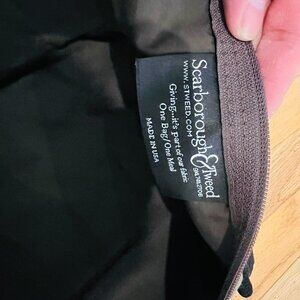 Scarborough & Tweed
WWW.STWEED.COM
Giving...it's part of our fabric
One Bag/One Meal
MADE IN USA